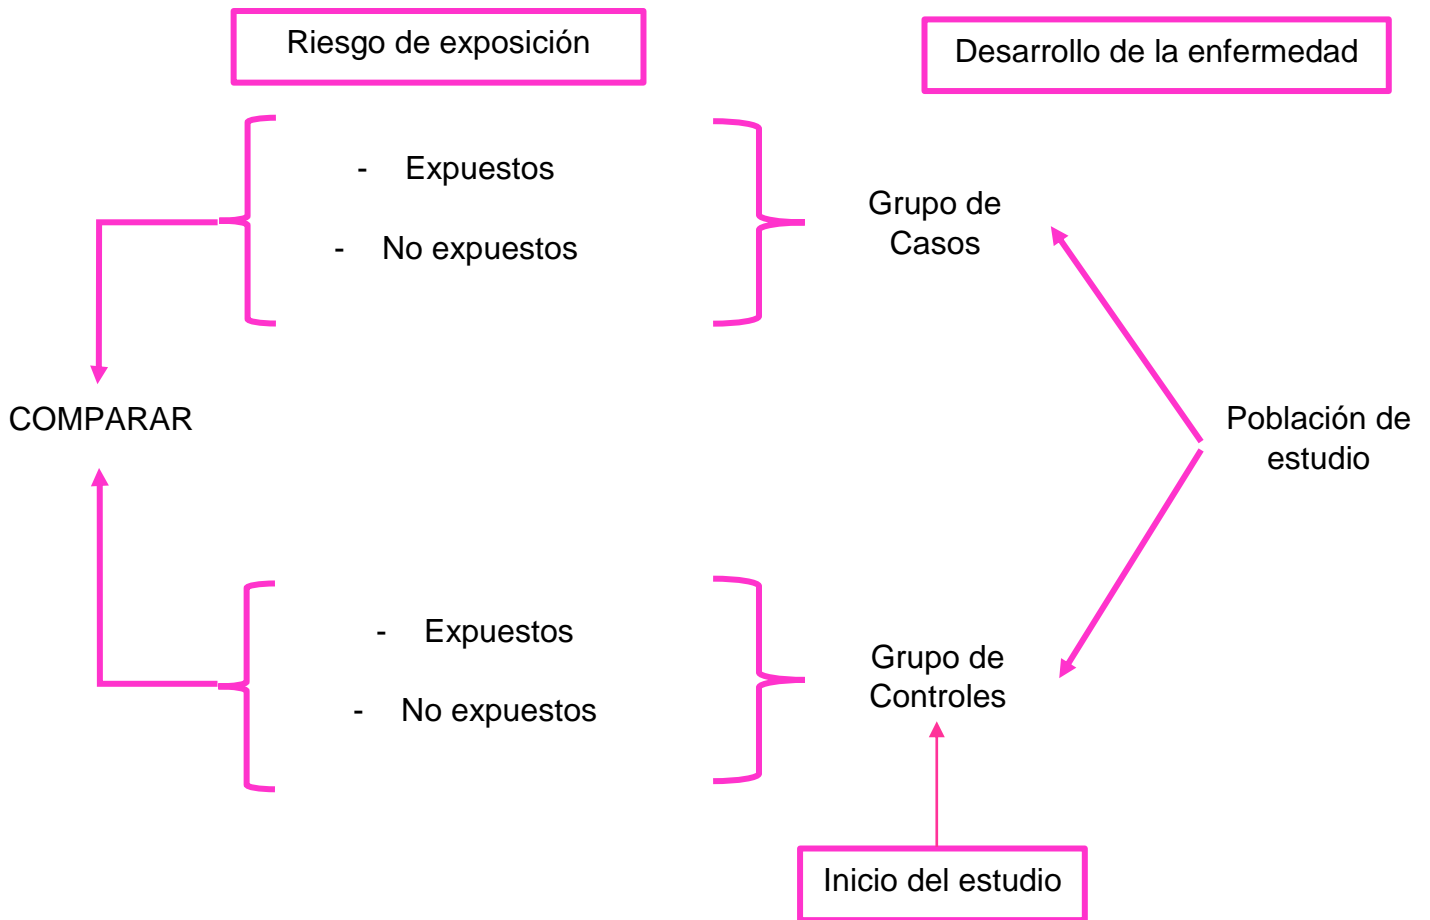 Riesgo de exposición
Desarrollo de la enfermedad
- Expuestos
- No expuestos
Grupo de
Casos
COMPARAR
Población de
estudio
- Expuestos
- No expuestos
Grupo de
Controles
Inicio del estudio